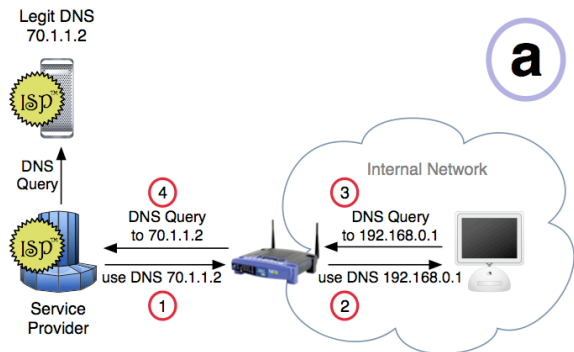 Legit DNS
70.1.1.2
a
ISP™
DNS
Query
Internal Network
4
3
DNS Query
to 70.1.1.2
DNS Query
to 192.168.0.1
ISP™
use DNS 70.1.1.2
use DNS 192.168.0.1
1
2
Service
Provider